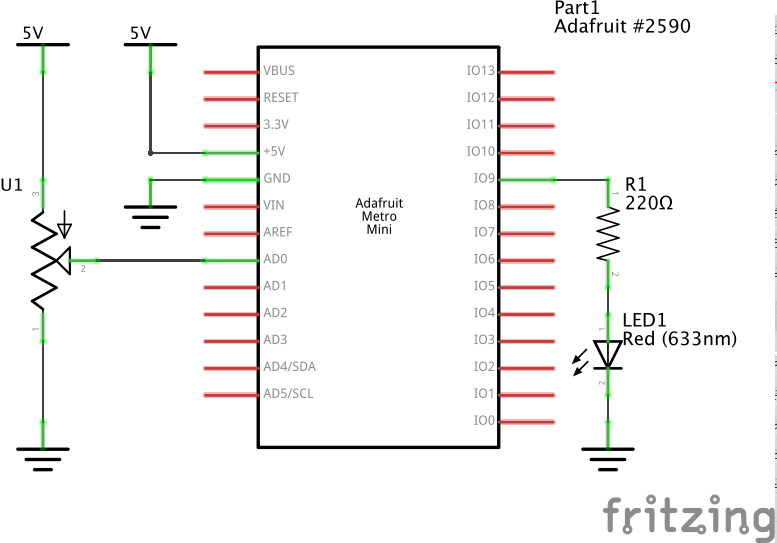 Part1
Adafruit #2590
5V
5V
VBUS
RESET
3.3V
+5V
GND
VIN
AREF
AD0
AD1
AD2
AD3
AD4/SDA
AD5/SCL
Adafruit
Metro
Mini
IO13
IO12
IO11
IO10
IO9
IO8
IO7
IO6
IO5
IO4
IO3
IO2
IO1
IO0
U1
3
2
1
R1
220Ω
1
2
LED1
Red (633nm)
1
2
fritzing